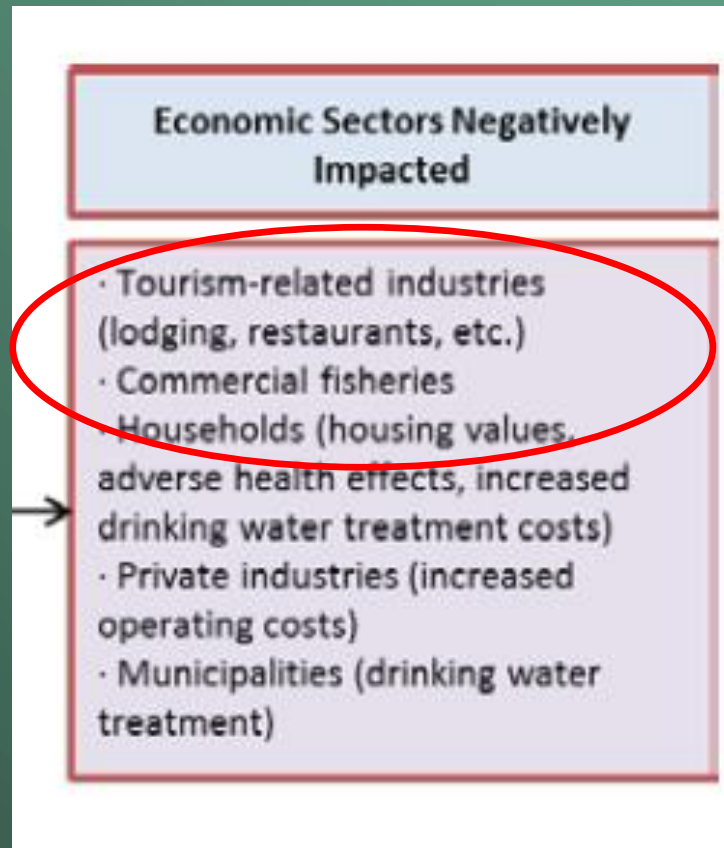 Economic Sectors Negatively
Impacted
· Tourism-related industries
(lodging, restaurants, etc.)
· Commercial fisheries
· Households (housing values,
adverse health effects, increased
drinking water treatment costs)
· Private industries (increased
operating costs)
· Municipalities (drinking water
treatment)